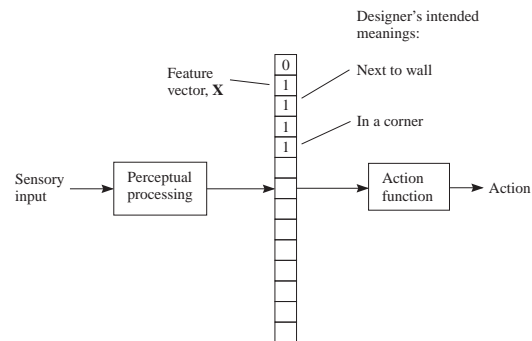 Designer's intended
meanings:
0
Feature
vector, X
1
Next to wall
1
1
In a corner
1
Sensory
input
Perceptual
processing
Action
function
Action